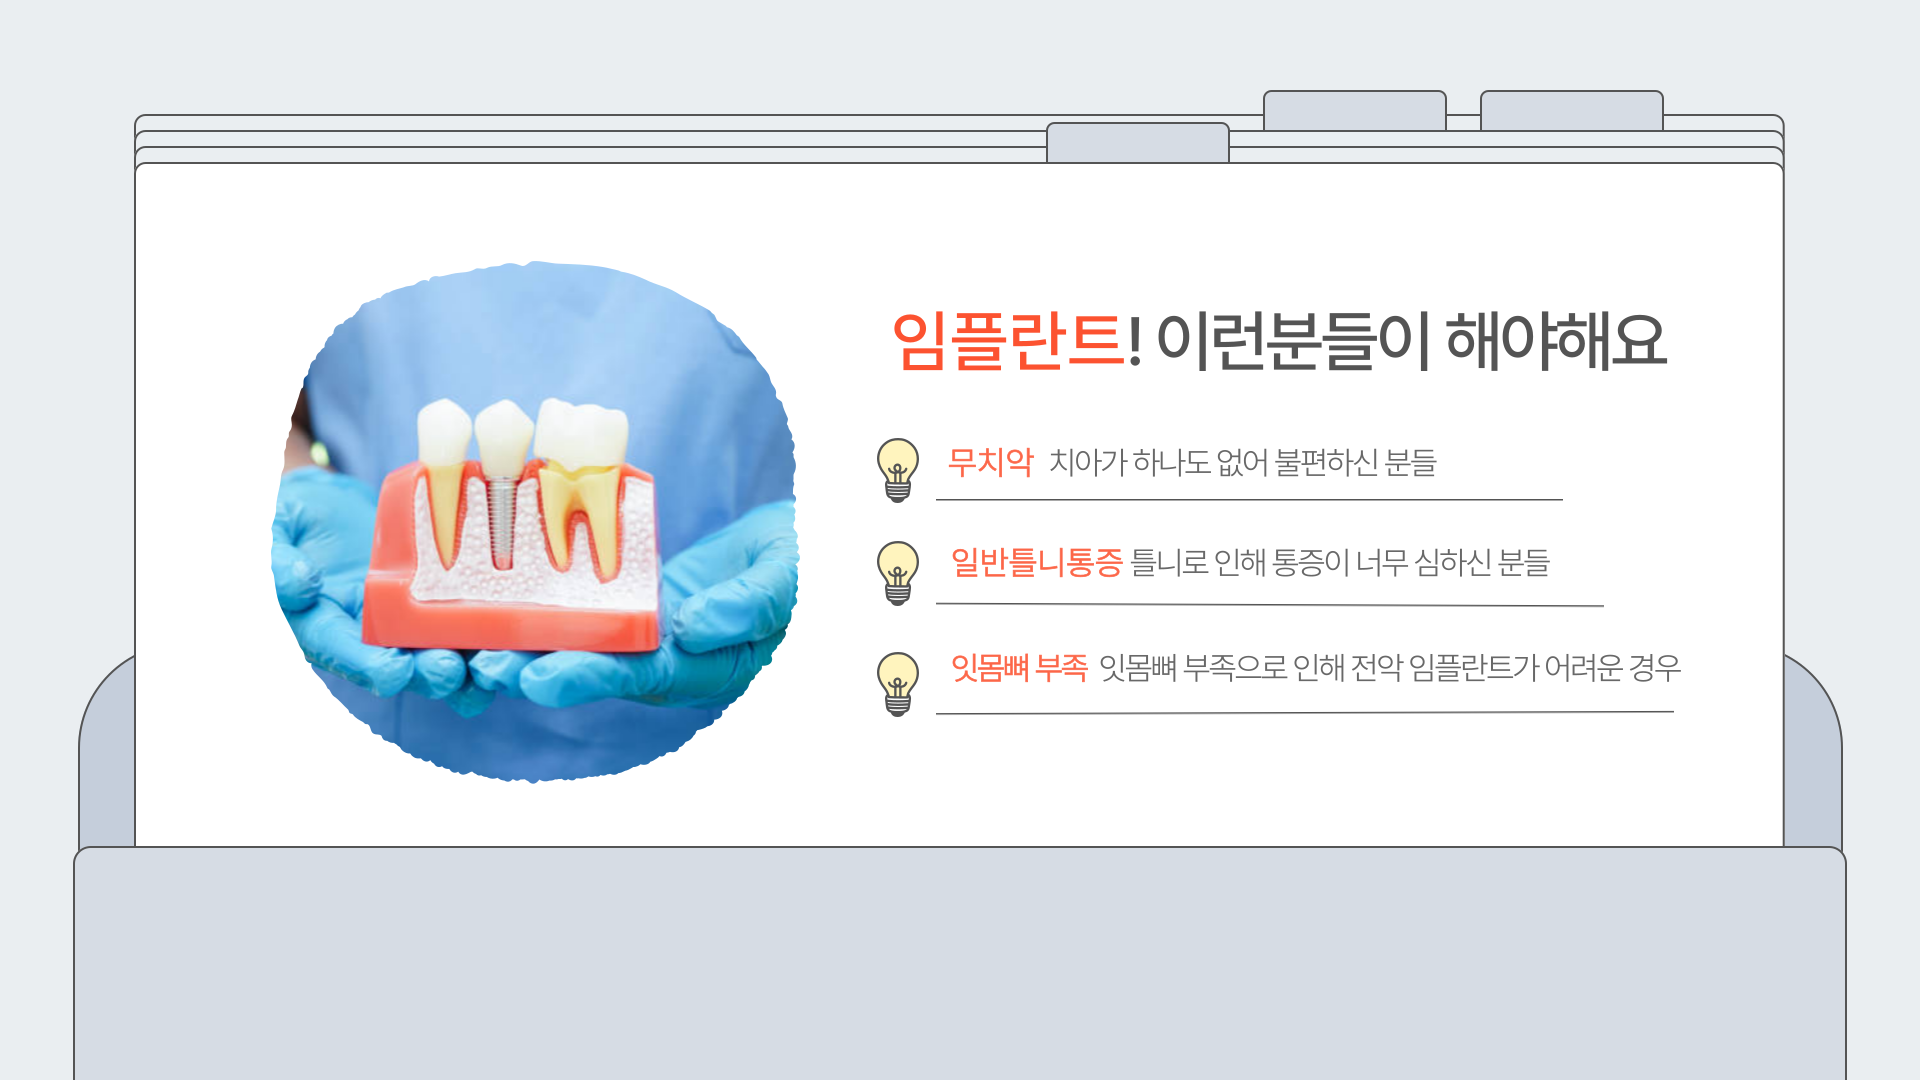 임플란트! 이런분들이 해야해요
무치악 치아가 하나도 없어 불편하신 분들
일반틀니통증 틀니로 인해 통증이 너무 심하신 분들
잇몸뼈 부족 잇몸뼈 부족으로 인해 전악 임플란트가 어려운 경우